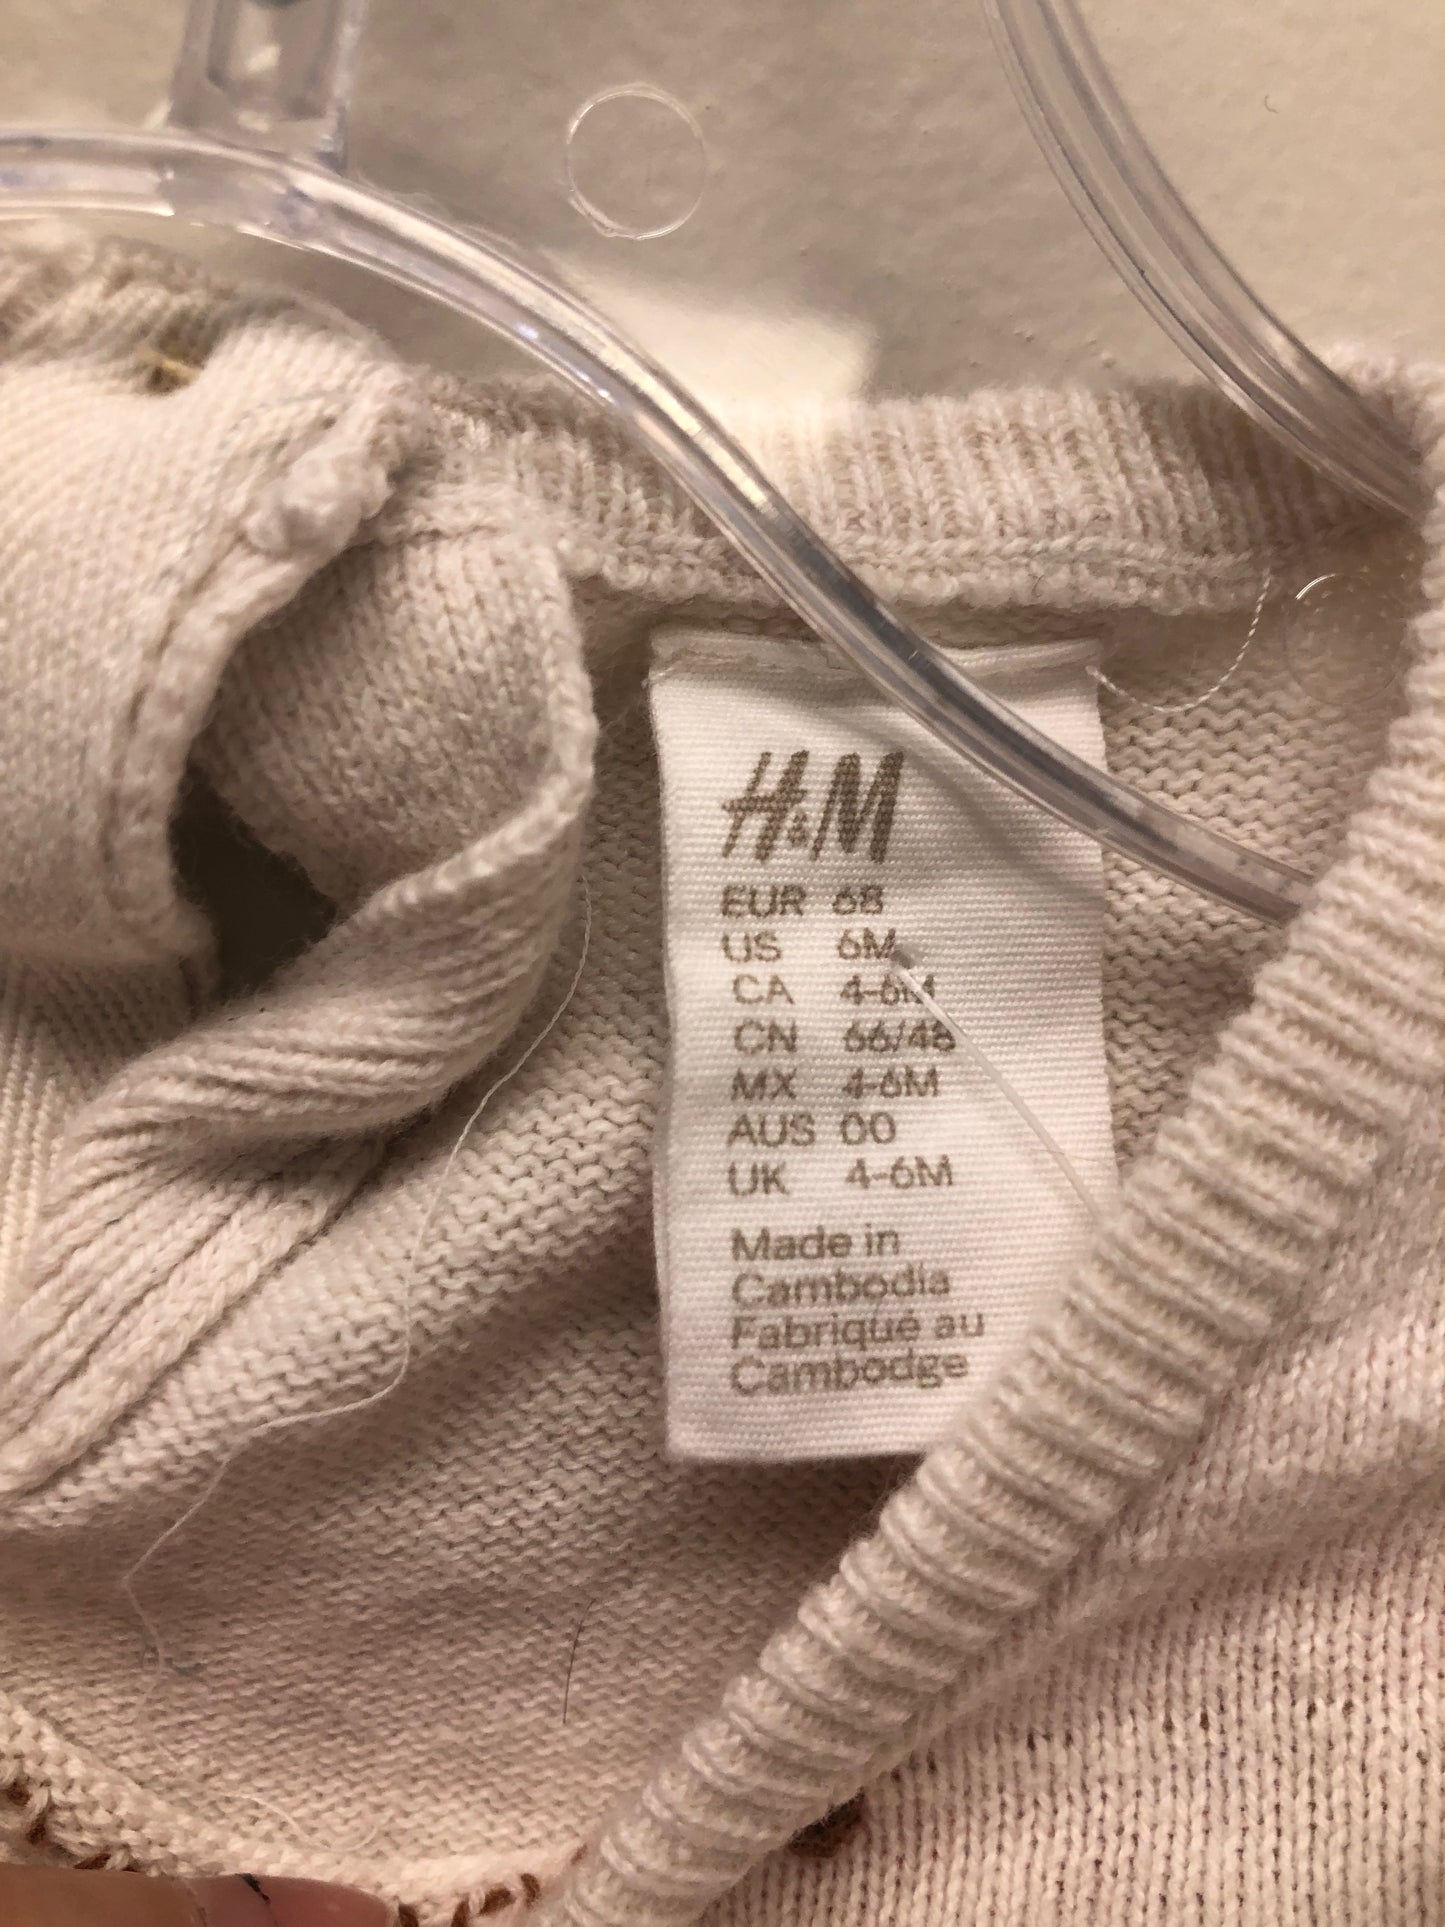 H&M
EUR 68
US 6M
CA 4-6M
CN 66/48
MX 4-6M
AUS 00
UK 4-6M
Made in
Cambodia
Fabriqué au
Cambodge